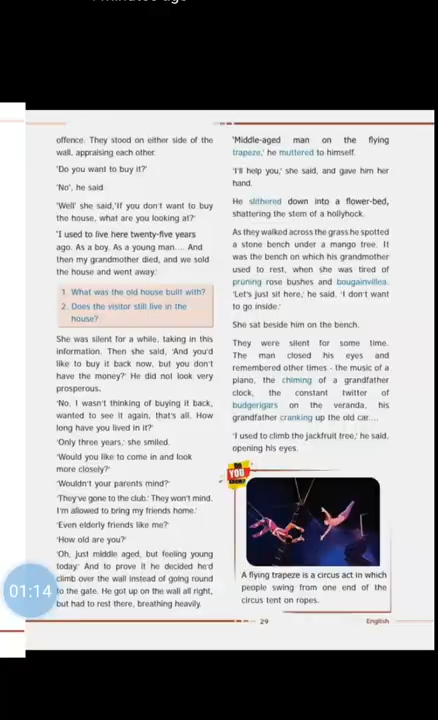 offence. They stood on either side of the
wall, appraising each other.
'Do you want to buy it?'
'No', he said
'Well' she said,'If you don't want to buy
the house, what are you looking at?'
'I used to live here twenty-five years
ago. As a boy. As a young man.... And
then my grandmother died, and we sold
the house and went away.'
1. What was the old house built with?
2. Does the visitor still live in the
house?
She was silent for a while, taking in this
information. Then she said, 'And you'd
like to buy it back now, but you don't
have the money?' He did not look very
prosperous.
'No, I wasn't thinking of buying it back,
wanted to see it again, that's all. How
long have you lived in it?'
'Only three years,' she smiled.
'Would you like to come in and look
more closely?'
'Wouldn't your parents mind?'
'They've gone to the club.' They won't mind.
I'm allowed to bring my friends home.'
'Even elderly friends like me?'
'How old are you?'
'Oh, just middle aged, but feeling young
today.' And to prove it he decided he'd
climb over the wall instead of going round
to the gate. He got up on the wall all right,
but had to rest there, breathing heavily.
01:14
'Middle-aged man on the flying
trapeze,' he muttered to himself.
'I'll help you,' she said, and gave him her
hand.
He slithered down into a flower-bed,
shattering the stem of a hollyhock.
As they walked across the grass he spotted
a stone bench under a mango tree. It
was the bench on which his grandmother
used to rest, when she was tired of
pruning rose bushes and bougainvillea.
'Let's just sit here,' he said. 'I don't want
to go inside.'
She sat beside him on the bench.
They were silent for some time.
The man closed his eyes and
remembered other times - the music of a
piano, the chiming of a grandfather
clock, the constant twitter of
budgerigars on the veranda, his
grandfather cranking up the old car....
'I used to climb the jackfruit tree,' he said,
opening his eyes.
DO
YOU
KNOW?
A flying trapeze is a circus act in which
people swing from one end of the
circus tent on ropes.
29
English